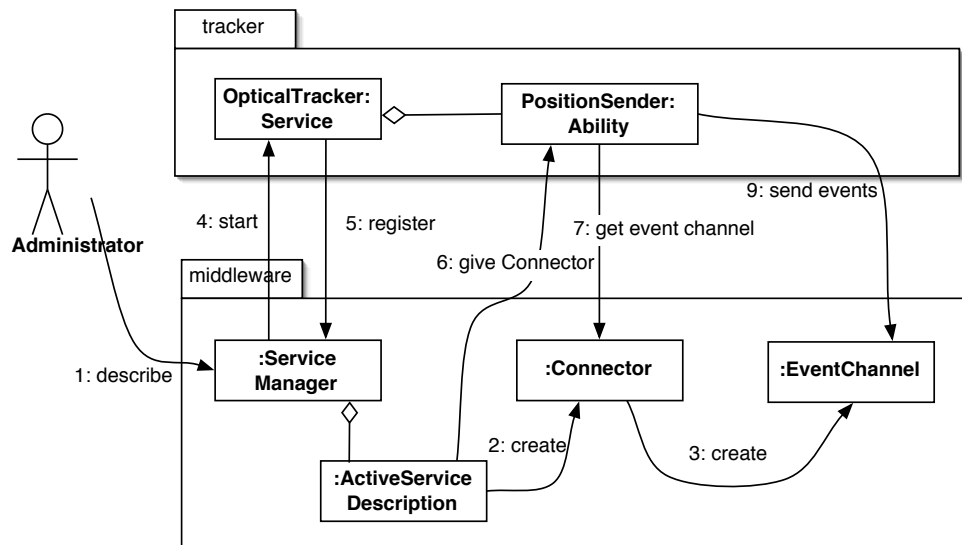 tracker
OpticalTracker:
Service
PositionSender:
Ability
9: send events
4: start
5: register
7: get event channel
Administrator
6: give Connector
middleware
:Service
Manager
:Connector
:EventChannel
1: describe
2: create
3: create
:ActiveService
Description